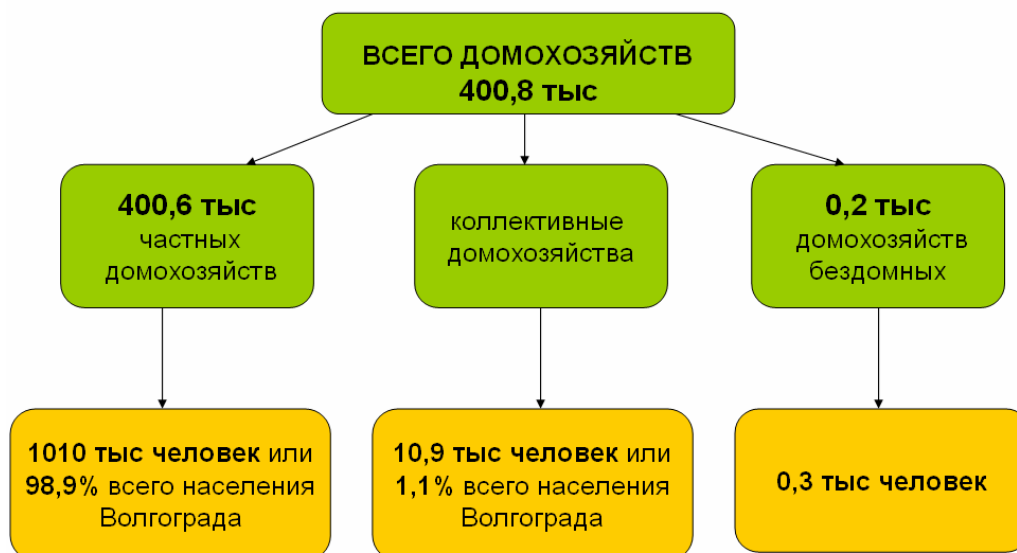 ВСЕГО ДОМОХОЗЯЙСТВ
400,8 тыс
400,6 тыс
частных
домохозяйств
коллективные
домохозяйства
0,2 тыс
домохозяйств
бездомных
1010 тыс человек или
98,9% всего населения
Волгограда
10,9 тыс человек или
1,1% всего населения
Волгограда
0,3 тыс человек